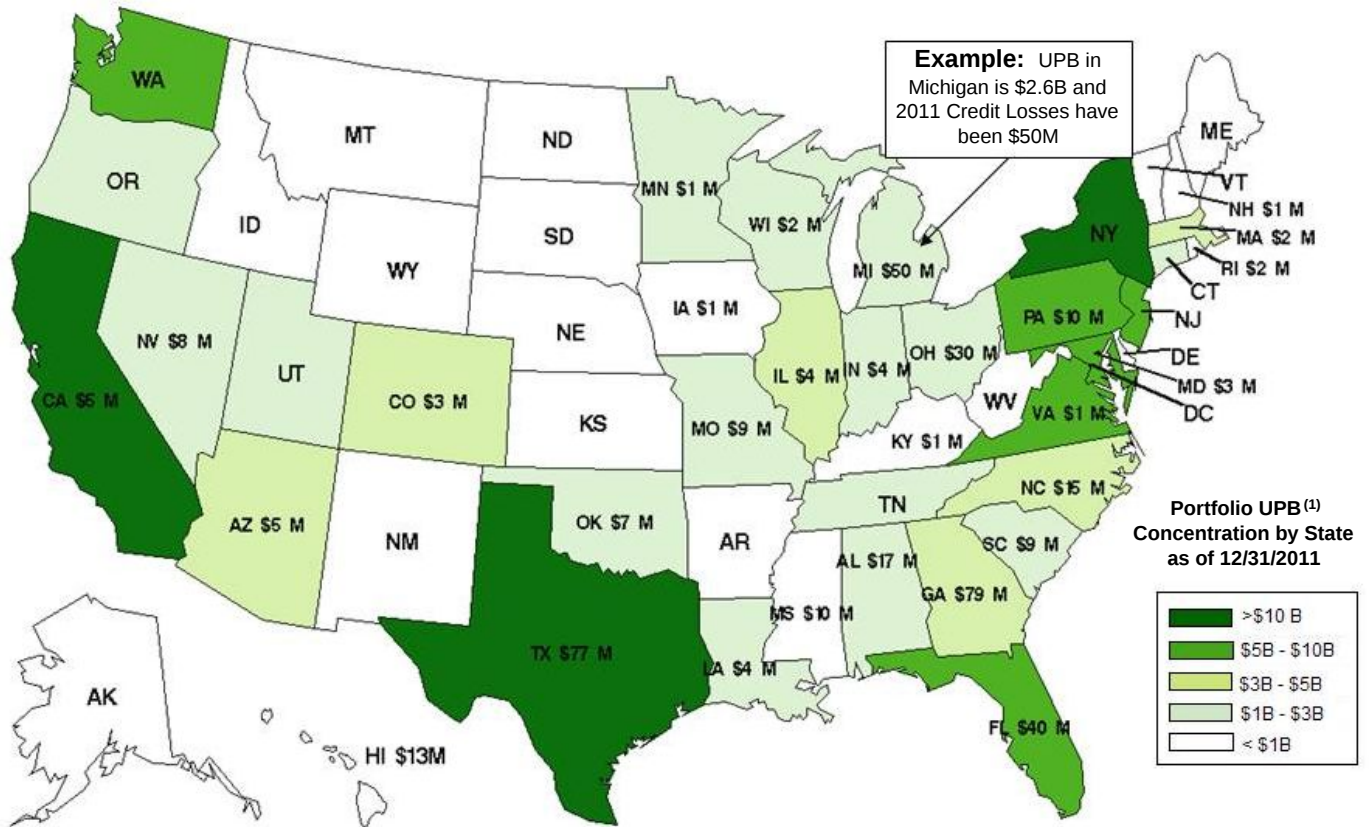 Example: UPB in
Michigan is $2.6B and
2011 Credit Losses have
been $50M
WA
MT
ND
ME
OR
MN $1 M
VT
ID
SD
WI $2 M
NH $1 M
NY
MA $2 M
WY
MI $50 M
RI $2 M
CT
IA $1 M
NE
PA $10 M
NJ
NV $8 M
UT
OH $30 M
DE
CA $5 M
CO $3 M
IL $4 M
IN $4 M
MD $3 M
DC
KS
MO $9 M
WV
VA $1 M
KY $1 M
NC $15 M
TN
AZ $5 M
NM
OK $7 M
AR
AL $17 M
SC $9 M
GA $79 M
MS $10 M
TX $77 M
LA $4 M
AK
FL $40 M
HI $13M
Portfolio UPB (1)
Concentration by State
as of 12/31/2011
>$10 B
$5B - $10B
$3B - $5B
$1B - $3B
< $1B